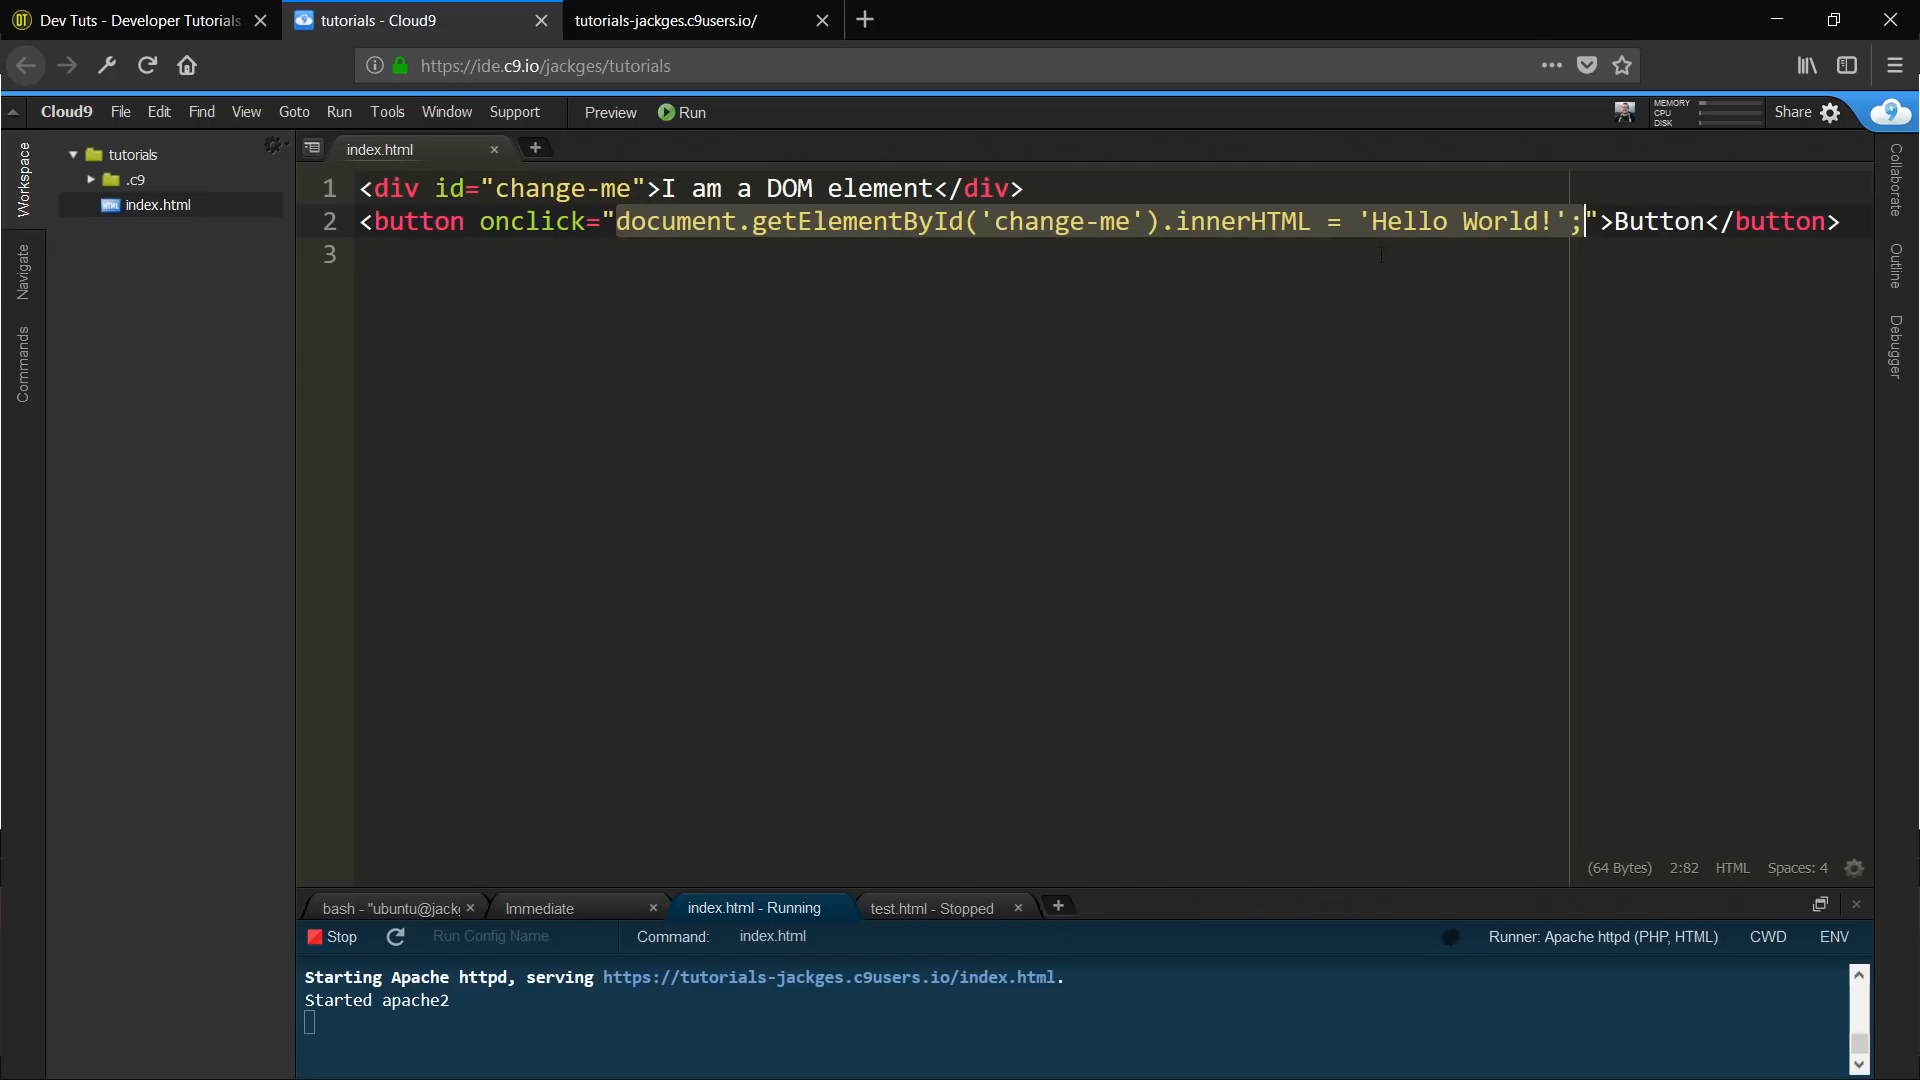 Dev Tuts - Developer Tutorials
tutorials - Cloud9
tutorials-jackges.c9users.io/
https://ide.c9.io/jackges/tutorials
Cloud9 File Edit Find View Goto Run Tools Window Support Preview Run
MEMORY
CPU
DISK
Share
9
Workspace
Navigate
Commands
tutorials
.c9
index.html
index.html
1 <div id="change-me">I am a DOM element</div>
2 <button onclick="document.getElementById('change-me').innerHTML = 'Hello World!';">Button</button>
3
Collaborate
Outline
Debugger
(64 Bytes) 2:82 HTML Spaces: 4
bash - "ubuntu@jackg
Immediate
index.html - Running
test.html - Stopped
Stop Run Config Name Command: index.html Runner: Apache httpd (PHP, HTML) CWD ENV
Starting Apache httpd, serving https://tutorials-jackges.c9users.io/index.html.
Started apache2